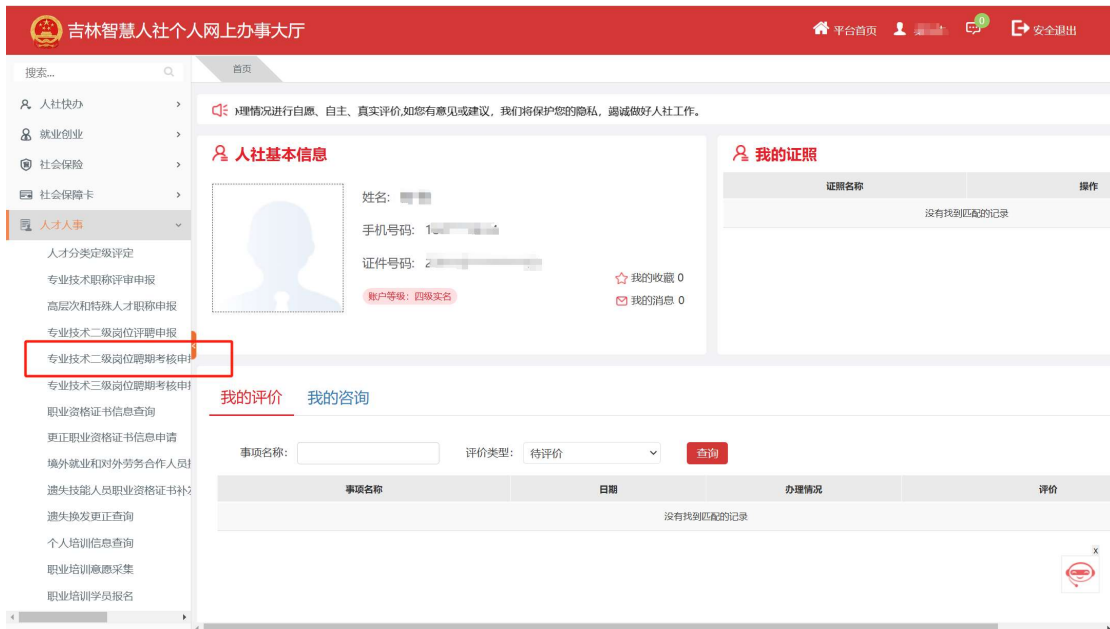 吉林智慧人社个人网上办事大厅
平台首页
0
安全退出
搜索...
首页
人社快办
就业创业
社会保险
社会保障卡
人才人事
人才分类定级评定
专业技术职称评审申报
高层次和特殊人才职称申报
专业技术二级岗位评聘申报
专业技术二级岗位聘期考核申
专业技术三级岗位聘期考核申
职业资格证书信息查询
更正职业资格证书信息申请
境外就业和对外劳务合作人员
遗失技能人员职业资格证书补
遗失换发更正查询
个人培训信息查询
职业培训意愿采集
职业培训学员报名
理情况进行自愿、自主、真实评价,如您有意见或建议，我们将保护您的隐私，竭诚做好人社工作。
人社基本信息
姓名:
手机号码: 1
证件号码: 2
账户等级: 四级实名
我的收藏 0
我的消息 0
我的证照
证照名称 操作
没有找到匹配的记录
我的评价 我的咨询
事项名称: 评价类型: 待评价 查询
事项名称 日期 办理情况 评价
没有找到匹配的记录
x